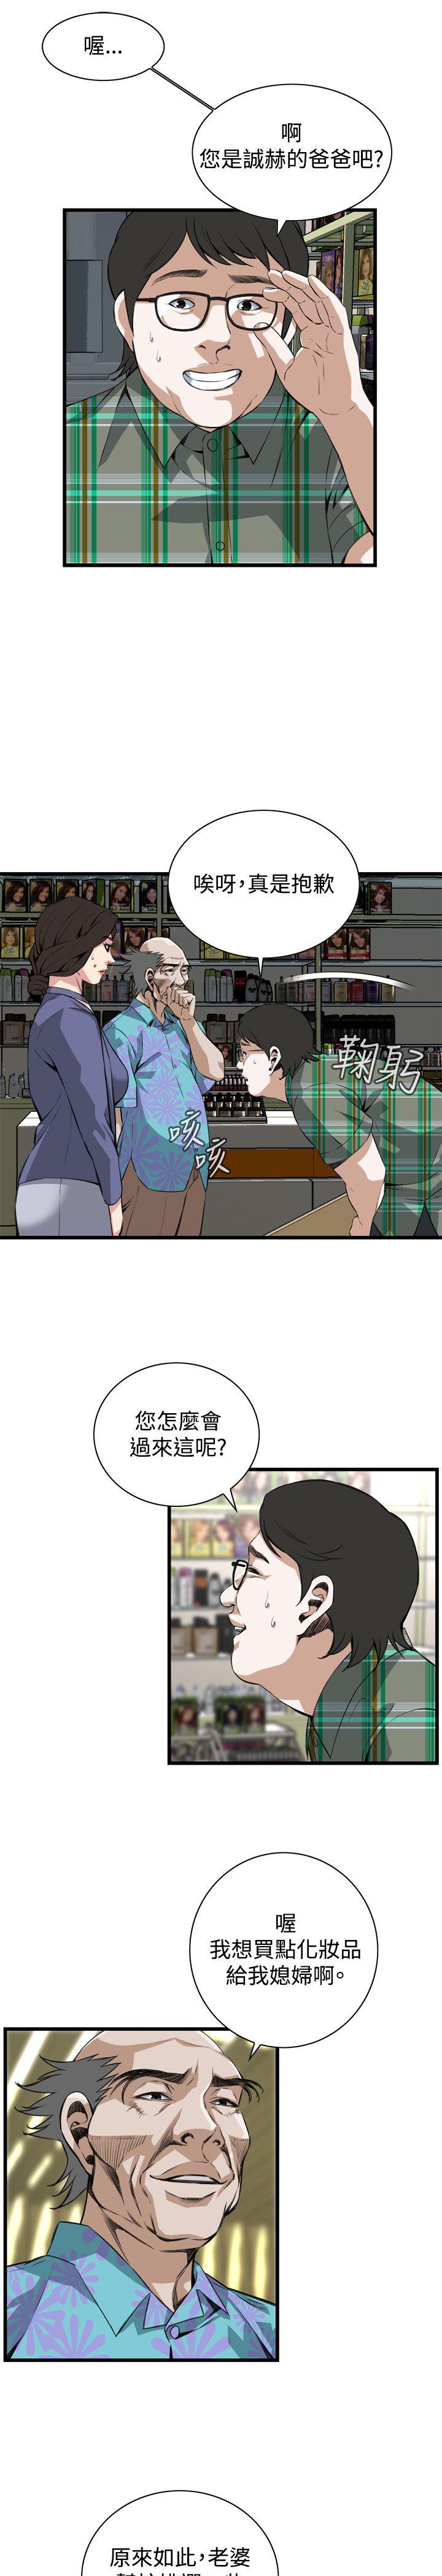 喔...
啊
您是誠赫的爸爸吧?
唉呀,真是抱歉
鞠躬
咳
咳
您怎麼會
過來這呢?
喔
我想買點化妝品
給我媳婦啊。
原來如此,老婆